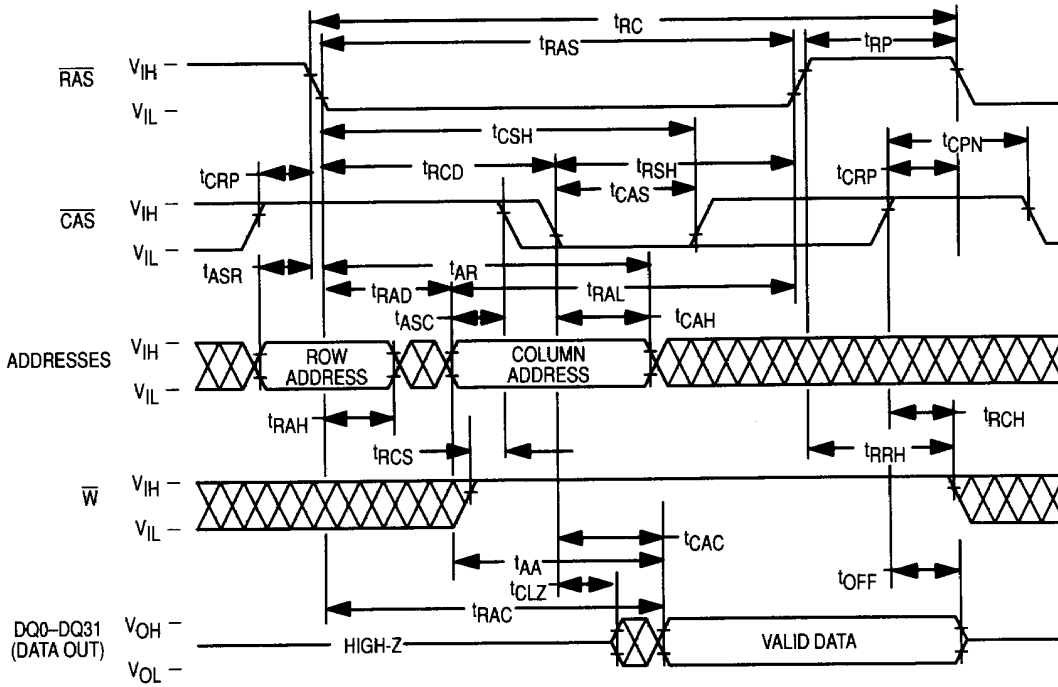 tRC
tRAS
tRP
RAS VIH
VIL
tCSH
tCPN
tRCD
tRSH
tCRP
tCAS
tCRP
CAS VIH
VIL
tAR
tASR
tRAD
tRAL
tASC
tCAH
ADDRESSES VIH
ROW ADDRESS
COLUMN ADDRESS
VIL
tRAH
tRCH
tRCS
tRRH
W VIH
VIL
tCAC
tAA
tOFF
tCLZ
tRAC
DQ0–DQ31 (DATA OUT) VOH
HIGH-Z
VALID DATA
VOL